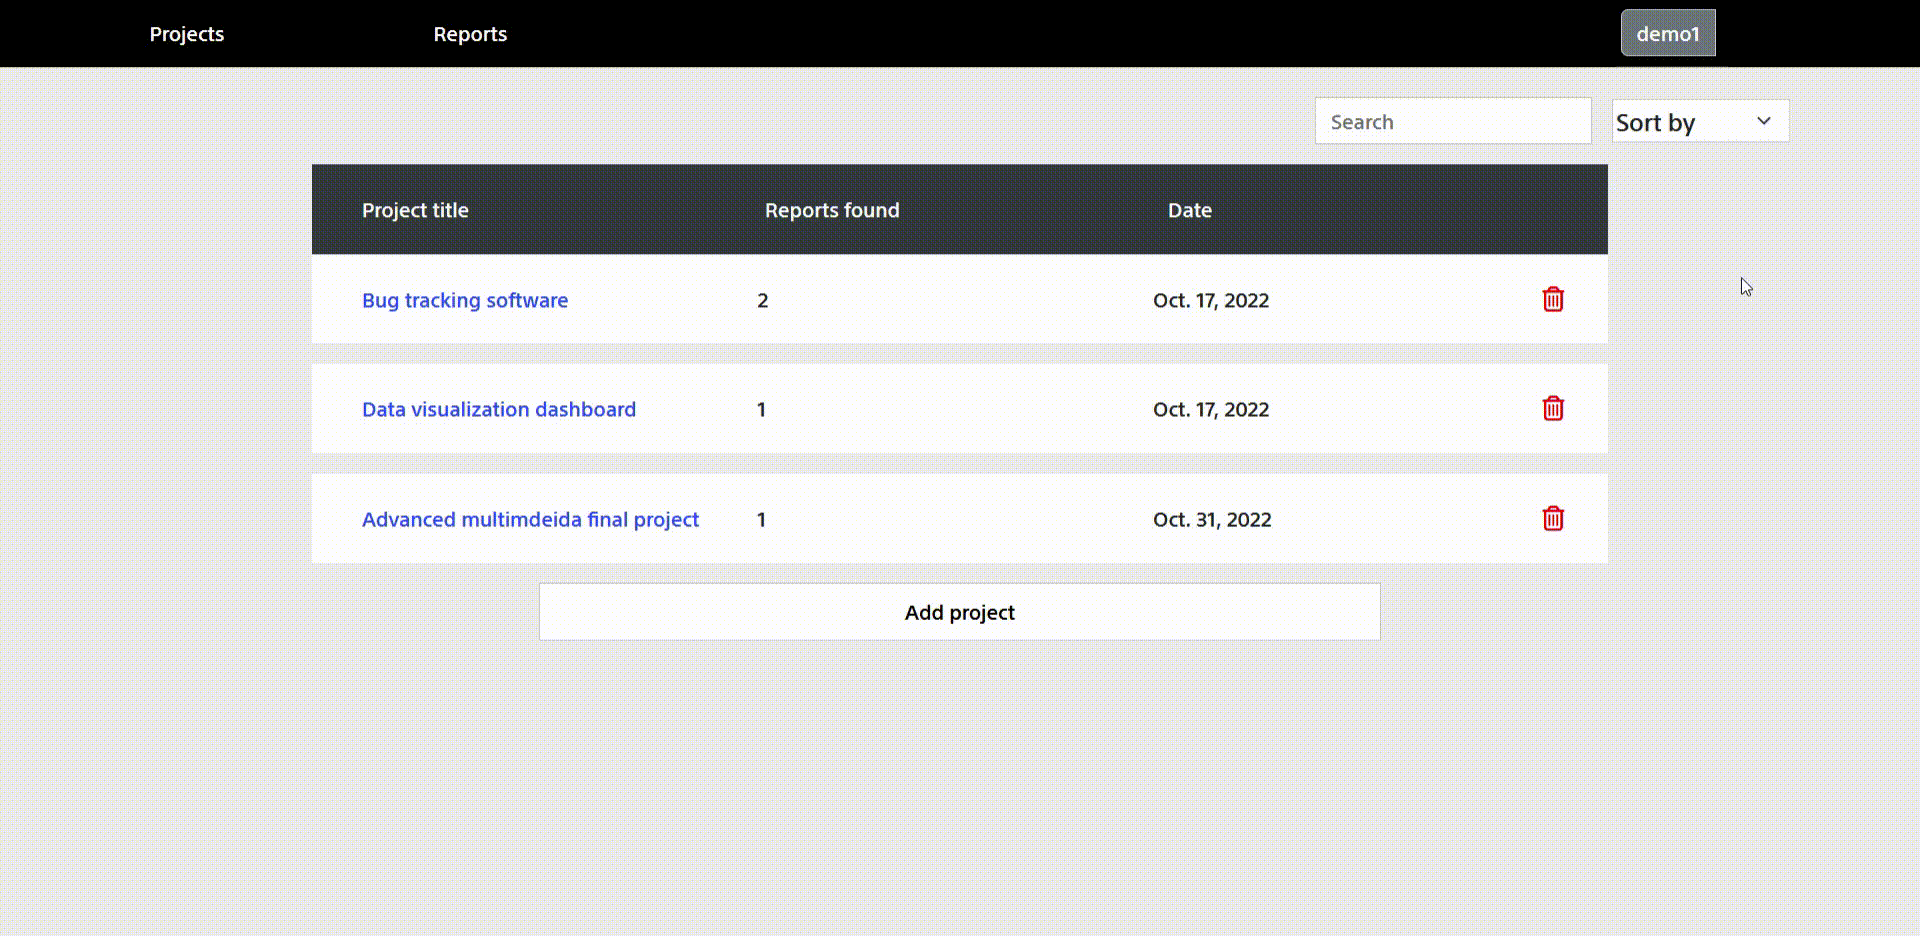 Projects Reports demo1
Search Sort by
Project title Reports found Date
Bug tracking software 2 Oct. 17, 2022
Data visualization dashboard 1 Oct. 17, 2022
Advanced multimdeida final project 1 Oct. 31, 2022
Add project